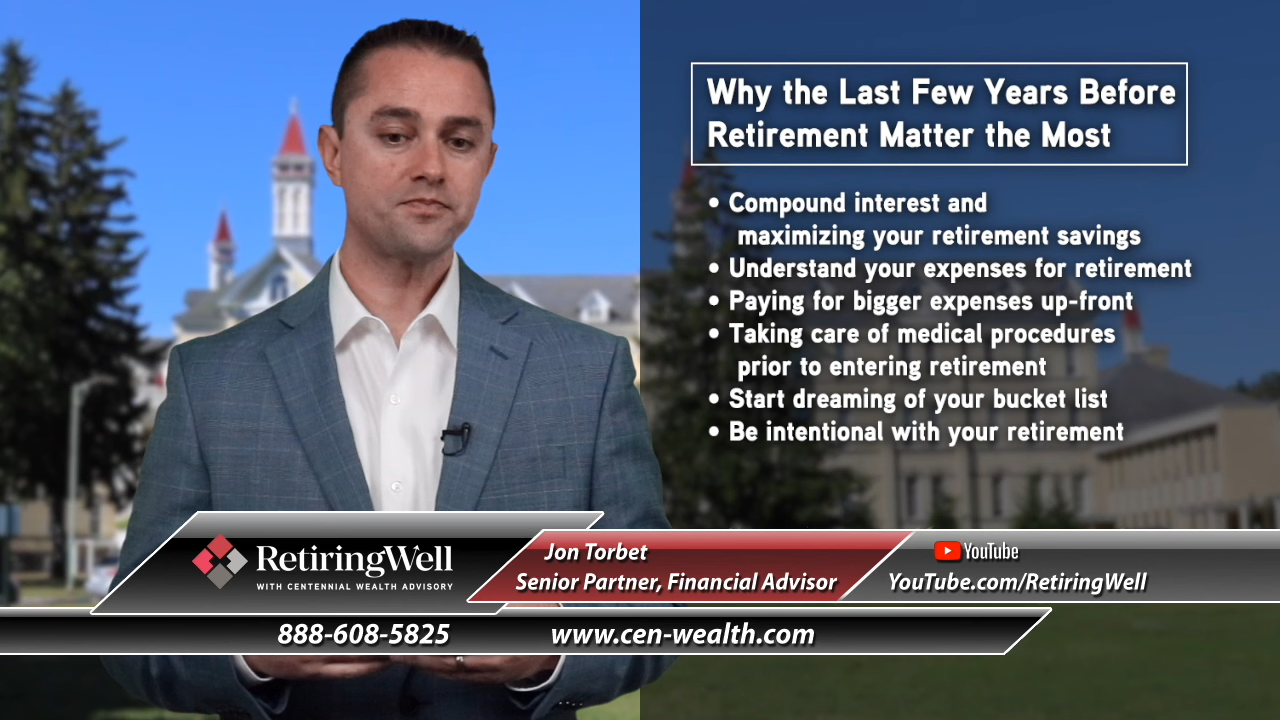 Why the Last Few Years Before
Retirement Matter the Most
• Compound interest and
maximizing your retirement savings
• Understand your expenses for retirement
• Paying for bigger expenses up-front
• Taking care of medical procedures
prior to entering retirement
• Start dreaming of your bucket list
• Be intentional with your retirement
RetiringWell
WITH CENTENNIAL WEALTH ADVISORY
Jon Torbet
Senior Partner, Financial Advisor
YouTube
YouTube.com/RetiringWell
888-608-5825
www.cen-wealth.com